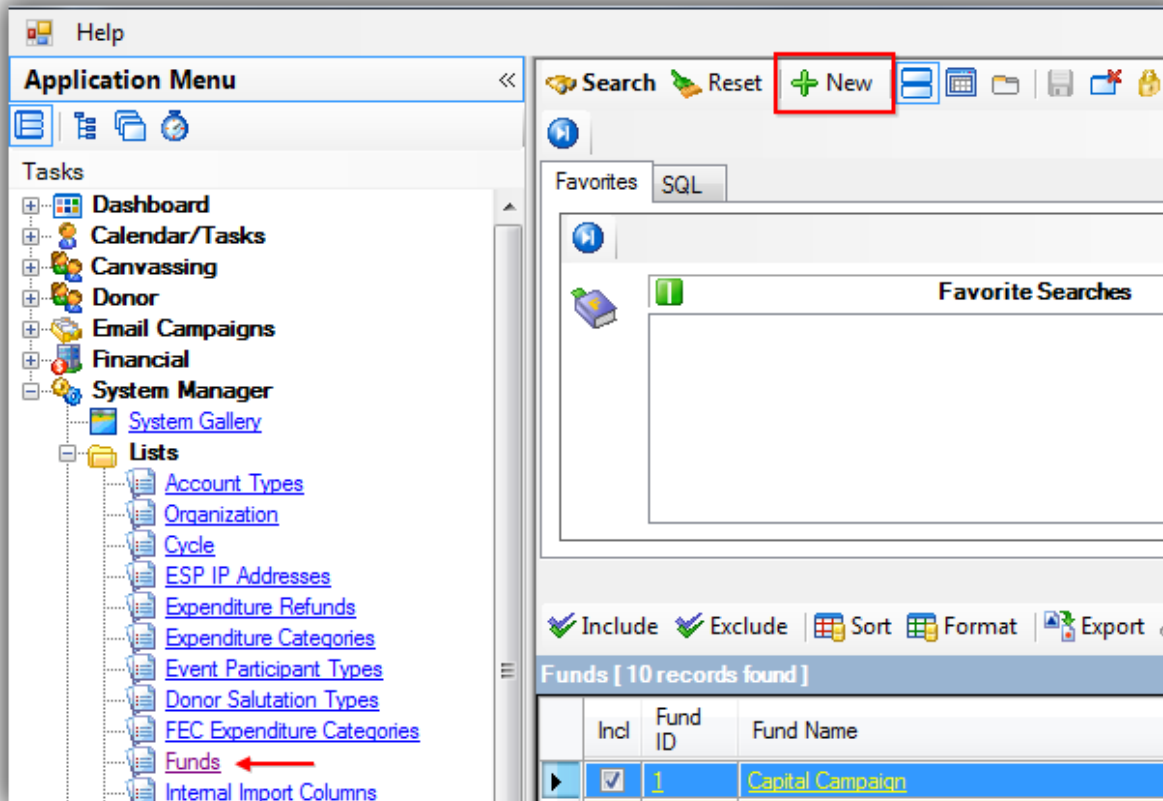 Help
Application Menu
Tasks
Dashboard
Calendar/Tasks
Canvassing
Donor
Email Campaigns
Financial
System Manager
System Gallery
Lists
Account Types
Organization
Cycle
ESP IP Addresses
Expenditure Refunds
Expenditure Categories
Event Participant Types
Donor Salutation Types
FEC Expenditure Categories
Funds
Internal Import Columns
Search Reset New
Favorites SQL
Favorite Searches
Include Exclude Sort Format Export
Funds [ 10 records found ]
Incl Fund ID Fund Name
1 Capital Campaign